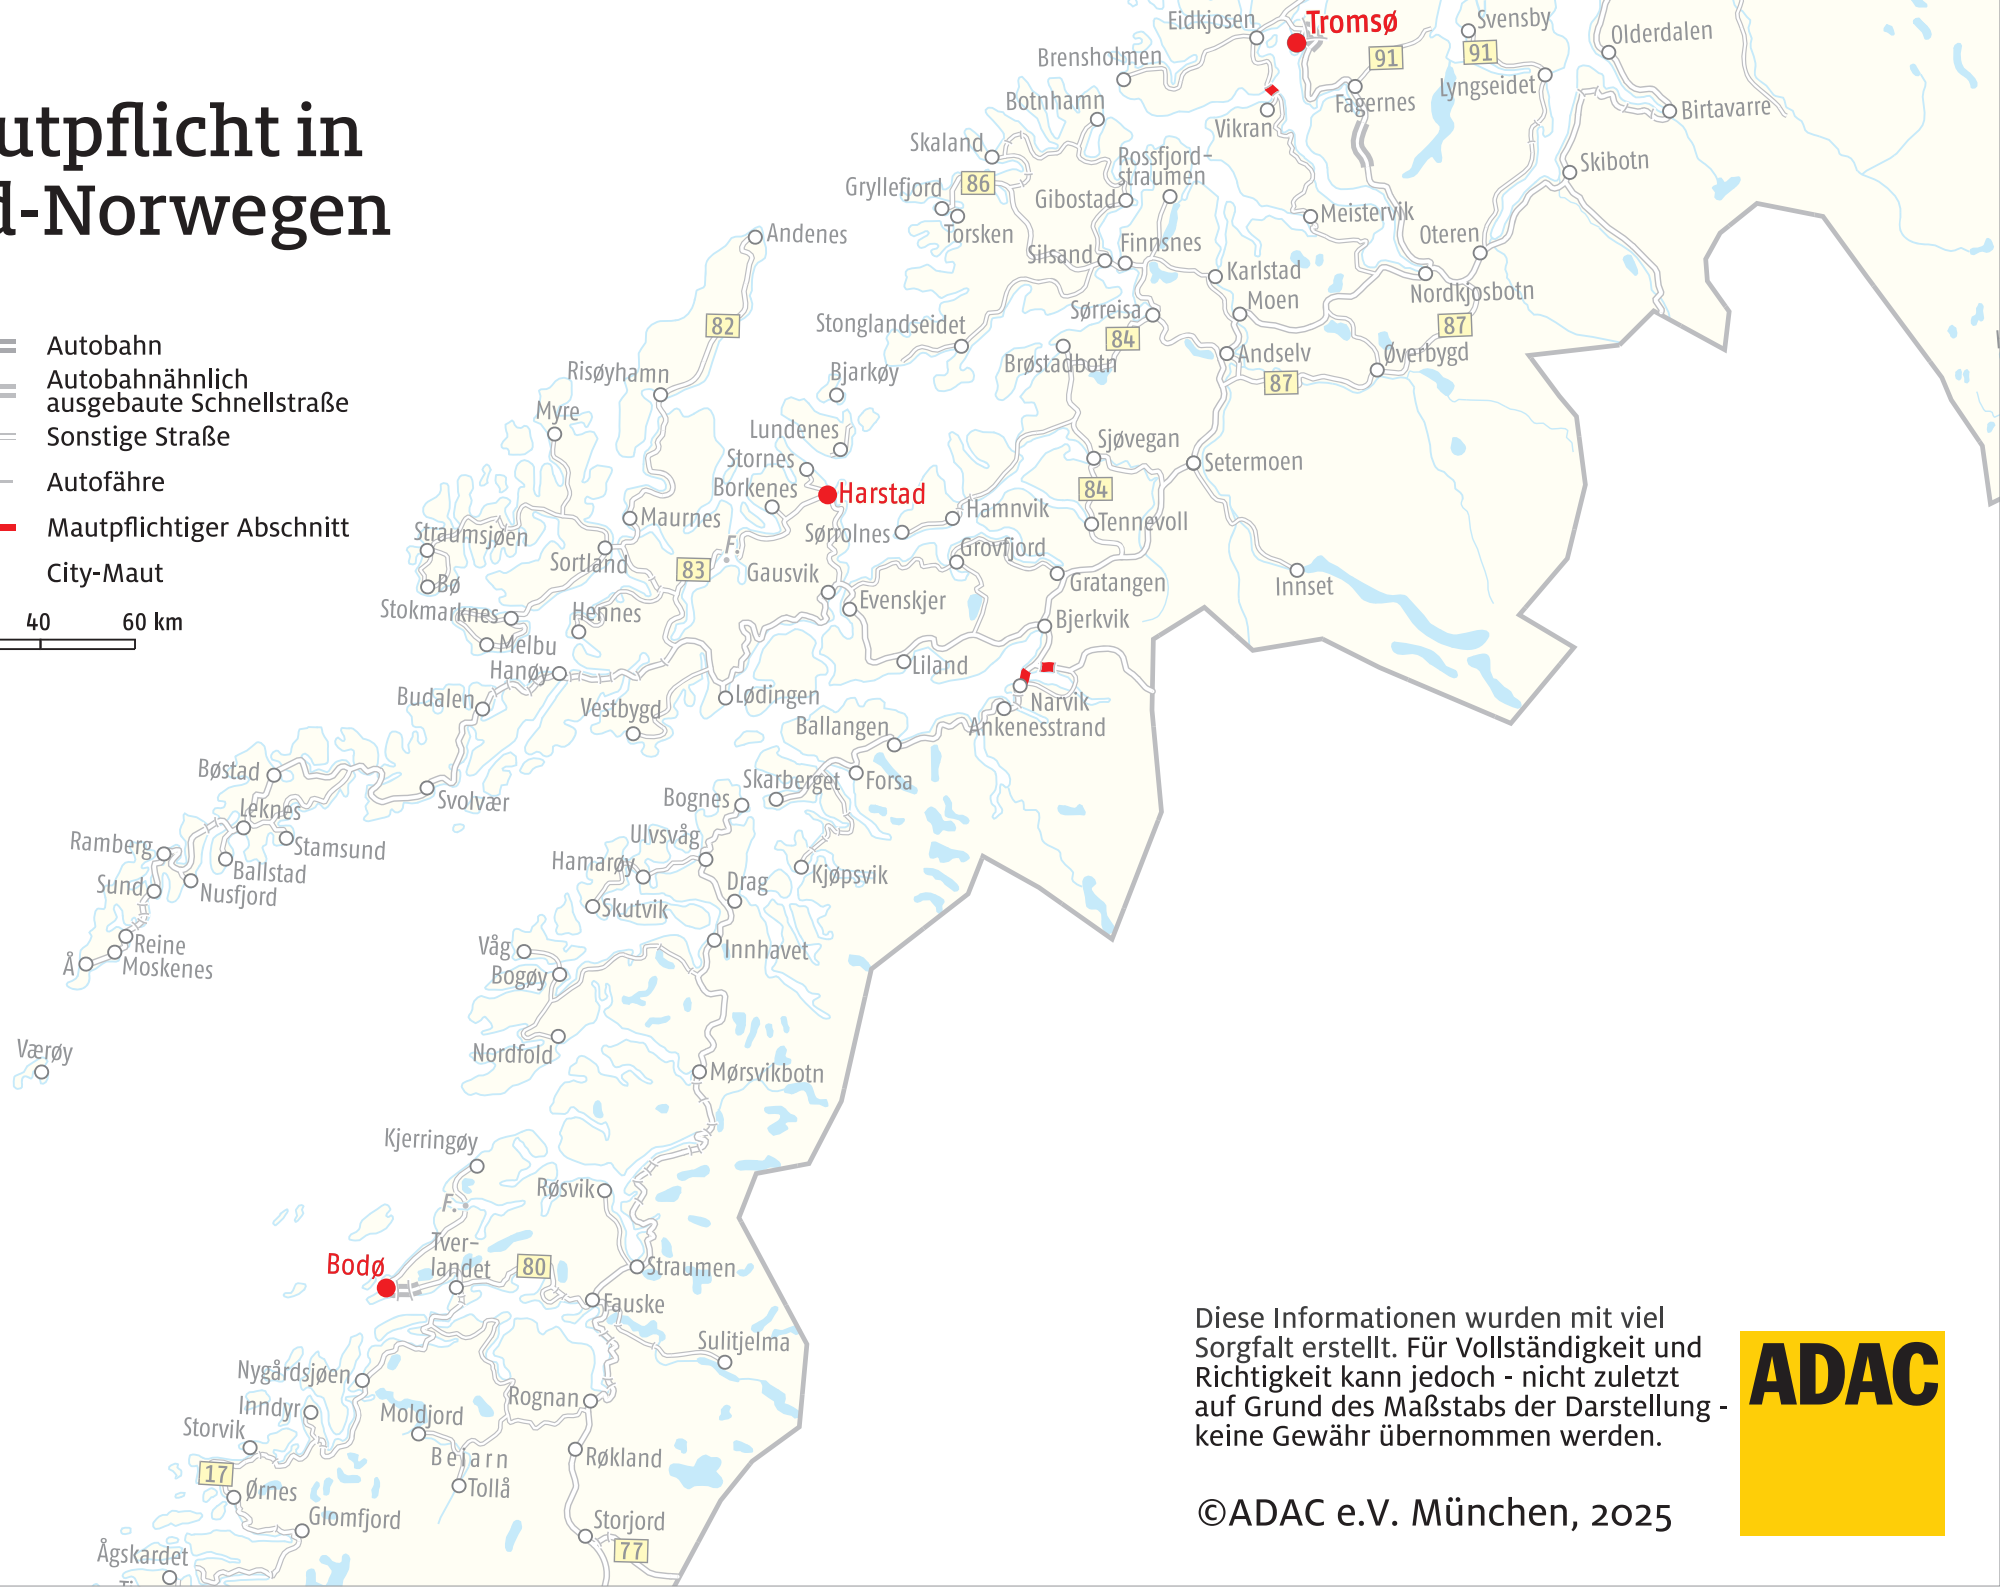 utpflicht in
d-Norwegen
Autobahn
Autobahnähnlich
ausgebaute Schnellstraße
Sonstige Straße
Autofähre
Mautpflichtiger Abschnitt
City-Maut
40 60 km
Eidkjosen
Tromsø
Svensby
Olderdalen
Brensholmen
91
91
Lyngseidet
Botnhamn
Fagernes
Birtavarre
Vikran
Skaland
Rossfjord-
straumen
Skibotn
Gryllefjord
86
Gibostad
Meistervik
Torsken
Andenes
Silsand
Finnsnes
Oteren
Karlstad
Moen
Nordkjosbotn
Stonglandseidet
82
Sørreisa
84
87
Brøstadbotn
Andselv
Øverbygd
87
Risøyhamn
Bjarkøy
Myre
Lundenes
Stornes
Sjøvegan
Setermoen
Borkenes
Harstad
84
Maurnes
Hamnvik
Tennevoll
Straumsjøen
F.
Sørrolnes
Sortland
83
Gausvik
Grovfjord
Gratangen
Innset
Bø
Stokmarknes
Hennes
Evenskjer
Bjerkvik
Melbu
Hanøy
Liland
Budalen
Vestbygd
Lødingen
Narvik
Ankenesstrand
Ballangen
Bøstad
Skarberget
Forsa
Svolvær
Bognes
Leknes
Ulvsvåg
Ramberg
Stamsund
Hamarøy
Ballstad
Kjøpsvik
Sund
Nusfjord
Drag
Skutvik
Reine
Å
Moskenes
Våg
Innhavet
Bogøy
Værøy
Nordfold
Mørsvikbotn
Kjerringøy
Røsvik
F.
Tver-
landet
Bodø
80
Straumen
Fauske
Sulitjelma
Nygårdsjøen
Inndyr
Moldjord
Rognan
Storvik
Beiarn
Røkland
17
Tollå
Ørnes
Glomfjord
Storjord
77
Ågskardet
Diese Informationen wurden mit viel
Sorgfalt erstellt. Für Vollständigkeit und
Richtigkeit kann jedoch - nicht zuletzt
auf Grund des Maßstabs der Darstellung -
keine Gewähr übernommen werden.
©ADAC e.V. München, 2025
ADAC